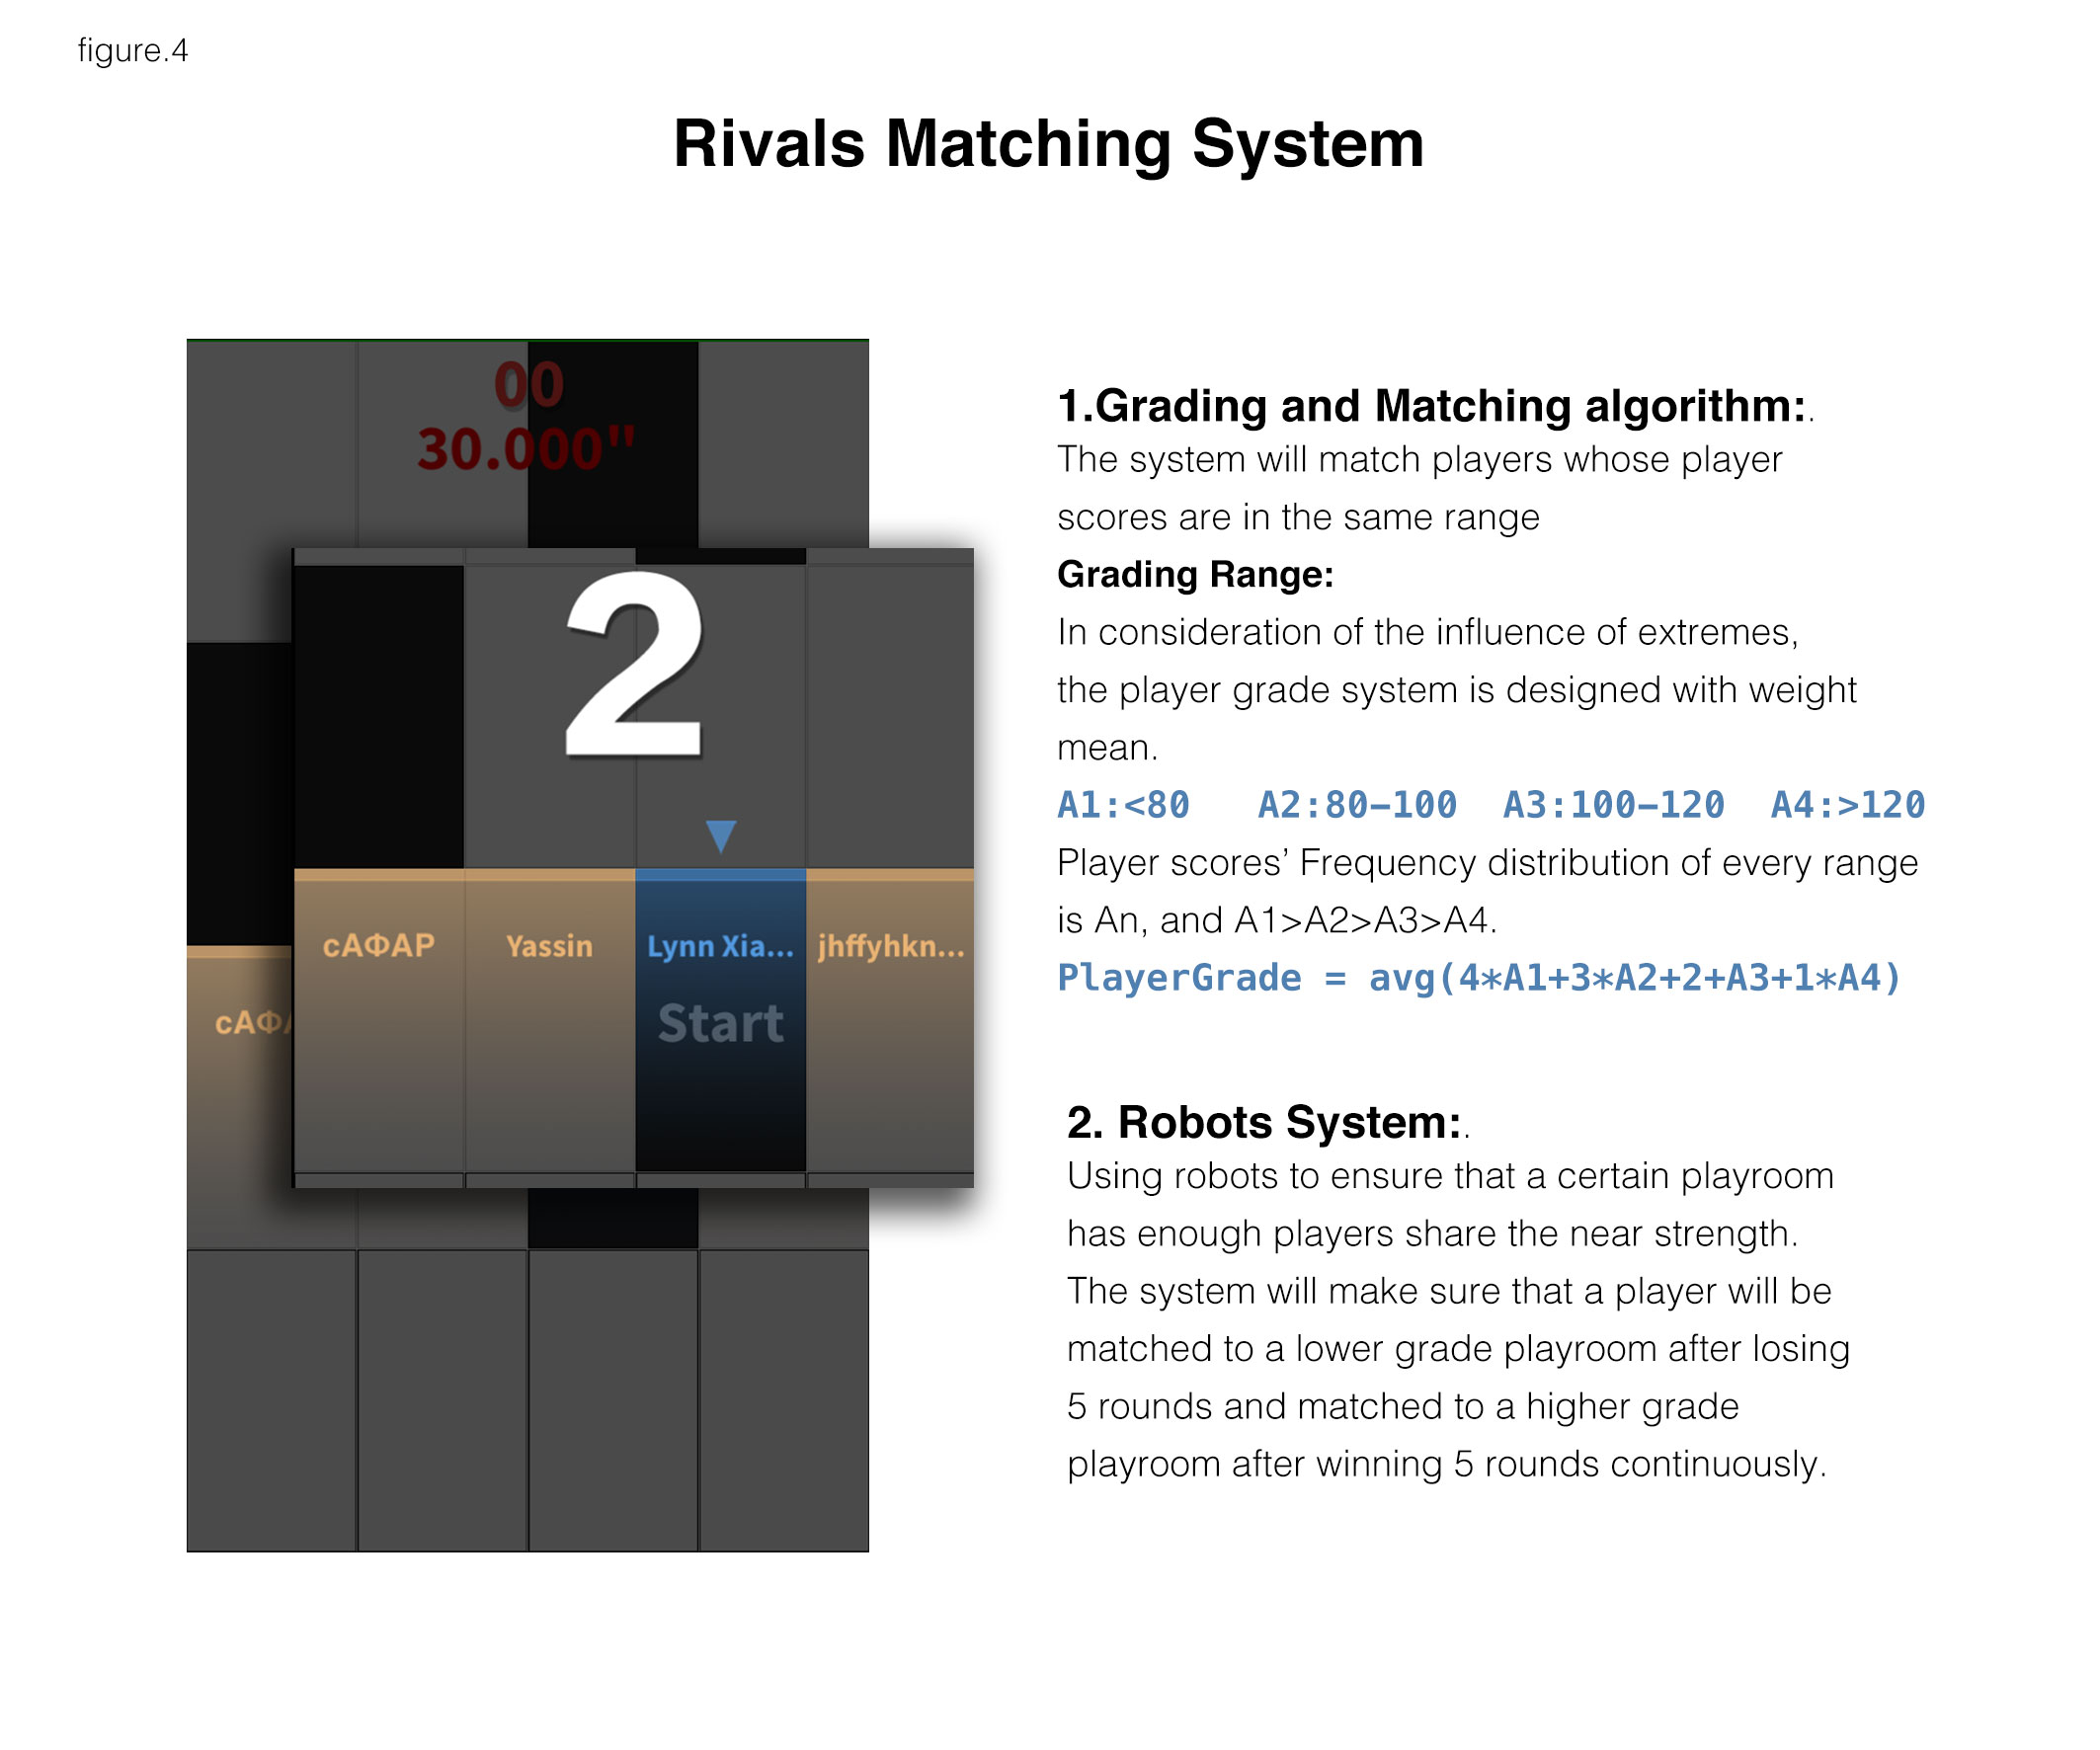 figure.4
Rivals Matching System
00
30.000"
2
сАФАР
Yassin
Lynn Xia...
jhffyhkn...
Start
сАФА
1.Grading and Matching algorithm:.
The system will match players whose player
scores are in the same range
Grading Range:
In consideration of the influence of extremes,
the player grade system is designed with weight
mean.
A1:<80 A2:80–100 A3:100–120 A4:>120
Player scores’ Frequency distribution of every range
is An, and A1>A2>A3>A4.
PlayerGrade = avg(4*A1+3*A2+2+A3+1*A4)
2. Robots System:.
Using robots to ensure that a certain playroom
has enough players share the near strength.
The system will make sure that a player will be
matched to a lower grade playroom after losing
5 rounds and matched to a higher grade
playroom after winning 5 rounds continuously.